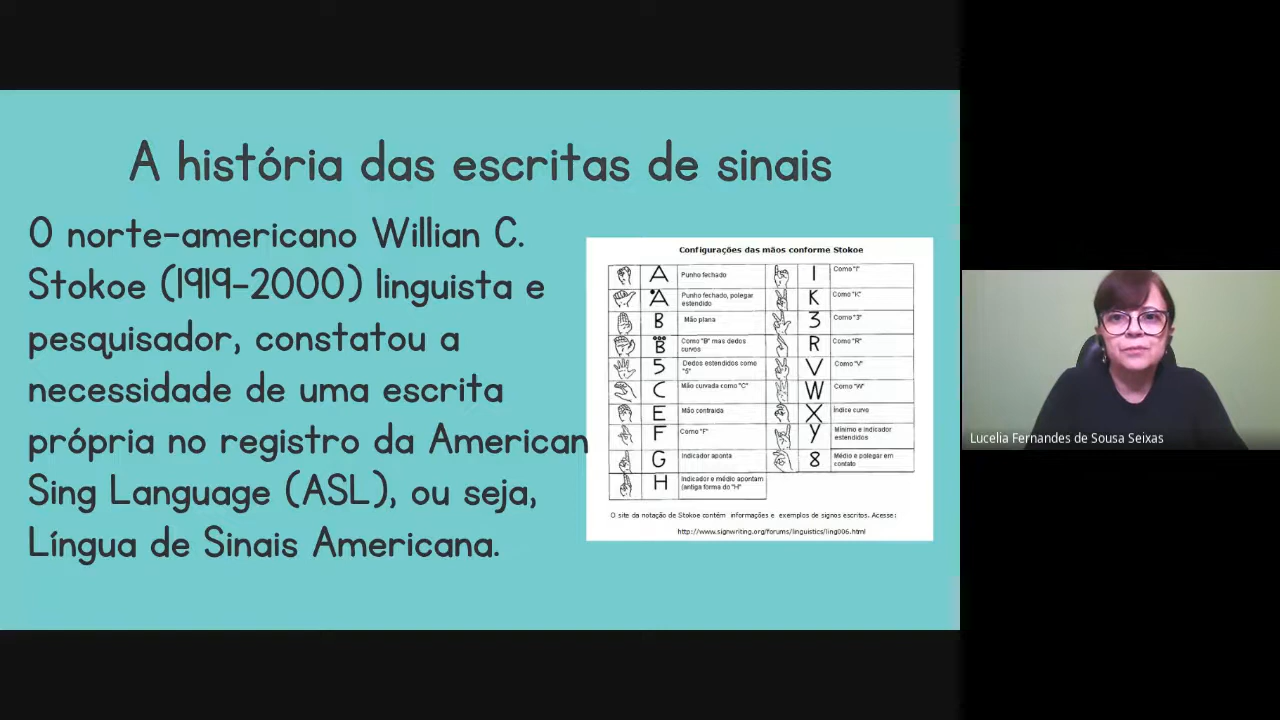 A história das escritas de sinais
O norte-americano Willian C.
Stokoe (1919-2000) linguista e
pesquisador, constatou a
necessidade de uma escrita
própria no registro da American
Sing Language (ASL), ou seja,
Língua de Sinais Americana.
Configurações das mãos conforme Stokoe
A Punho fechado
Ȧ Punho fechado, polegar
estendido
B Mão plana
B Como "B" mas dedos
curvos
5 Dedos estendidos como
"5"
C Mão curvada como "C"
E Mão contraida
F Como "F"
G Indicador aponta
H Indicador e médio apontam
(antiga forma do "H"
I Como "I"
K Como "K"
3 Como "3"
R Como "R"
V Como "V"
W Como "W"
X Índice curvo
Y Mínimo e indicador
estendidos
8 Médio e polegar em
contato
O site da notação de Stokoe contém informações e exemplos de signos escritos. Acesse:
http://www.signwriting.org/forums/linguistics/ling006.html
Lucelia Fernandes de Sousa Seixas